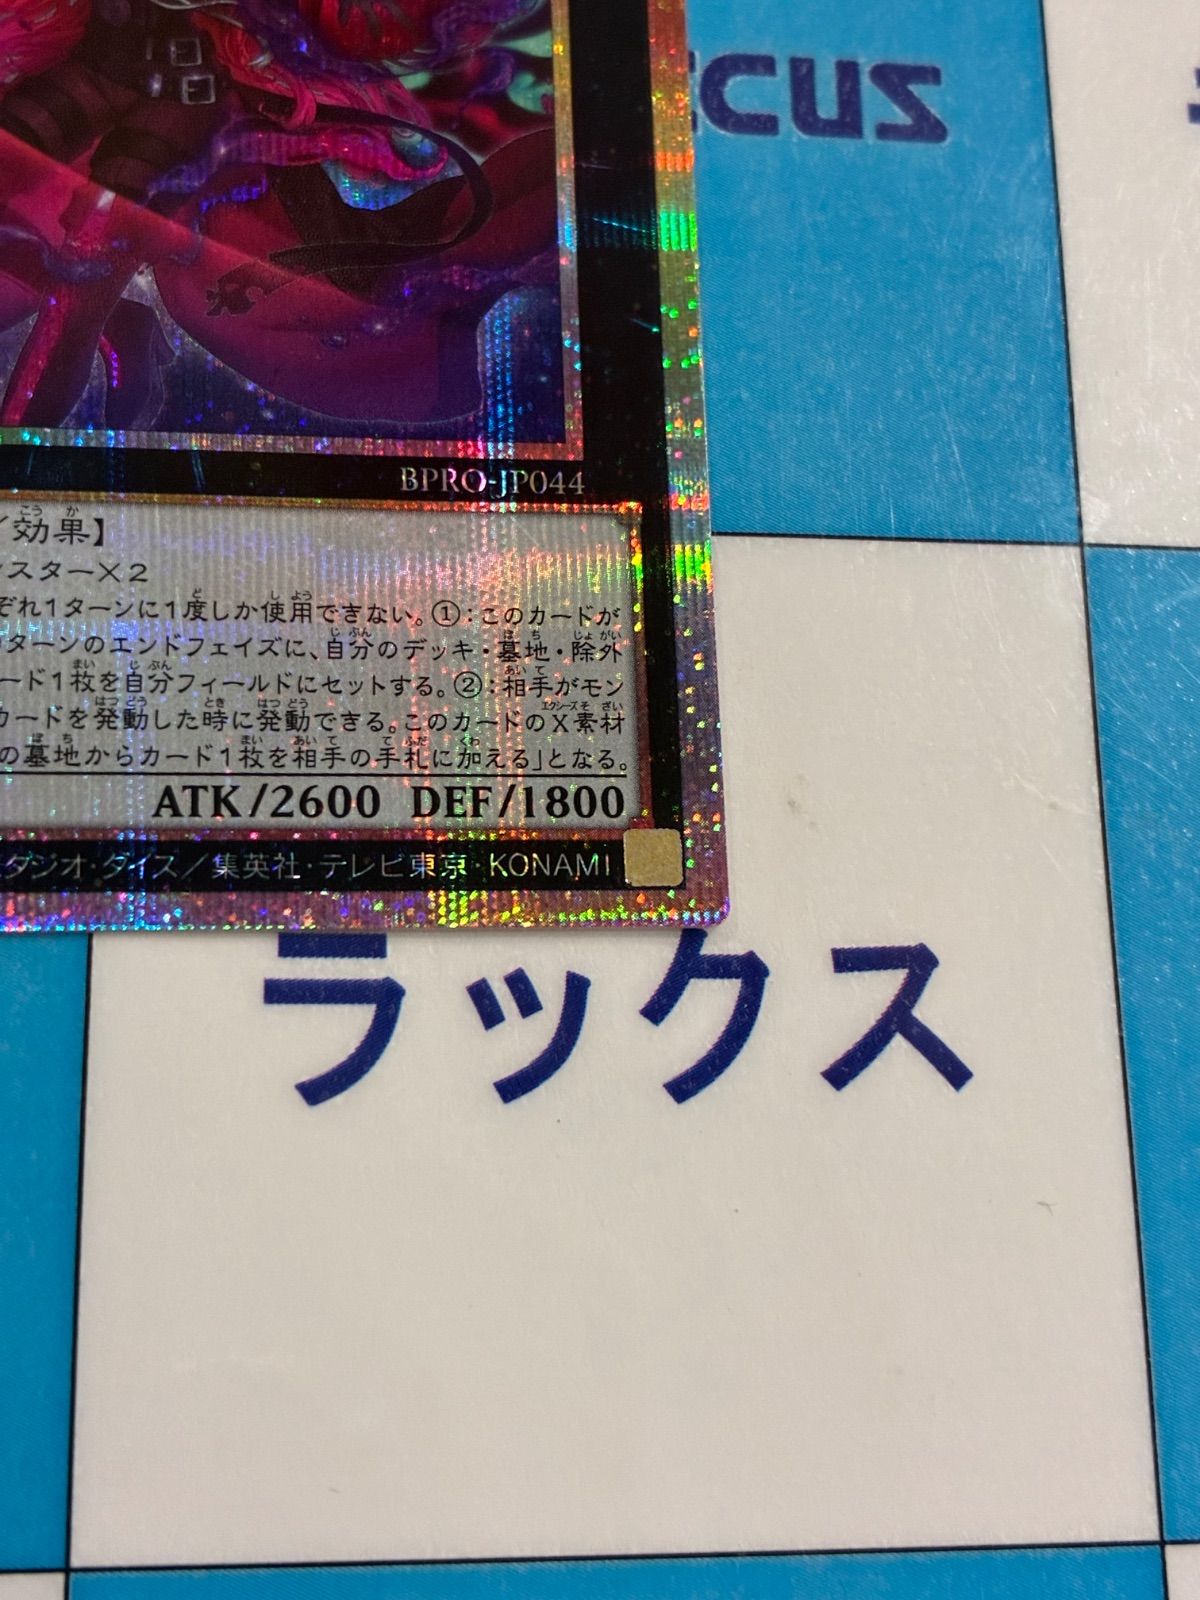 cus
BPRO-JP044
／効果】
スター×２
ぞれ１ターンに１度しか使用できない。①：このカードが
ターンのエンドフェイズに、自分のデッキ・墓地・除外
ード１枚を自分フィールドにセットする。②：相手がモン
カードを発動した時に発動できる。このカードのＸ素材
の墓地からカード１枚を相手の手札に加える」となる。
ATK/2600 DEF/1800
タジオ・ダイス／集英社・テレビ東京・KONAMI
ラックス